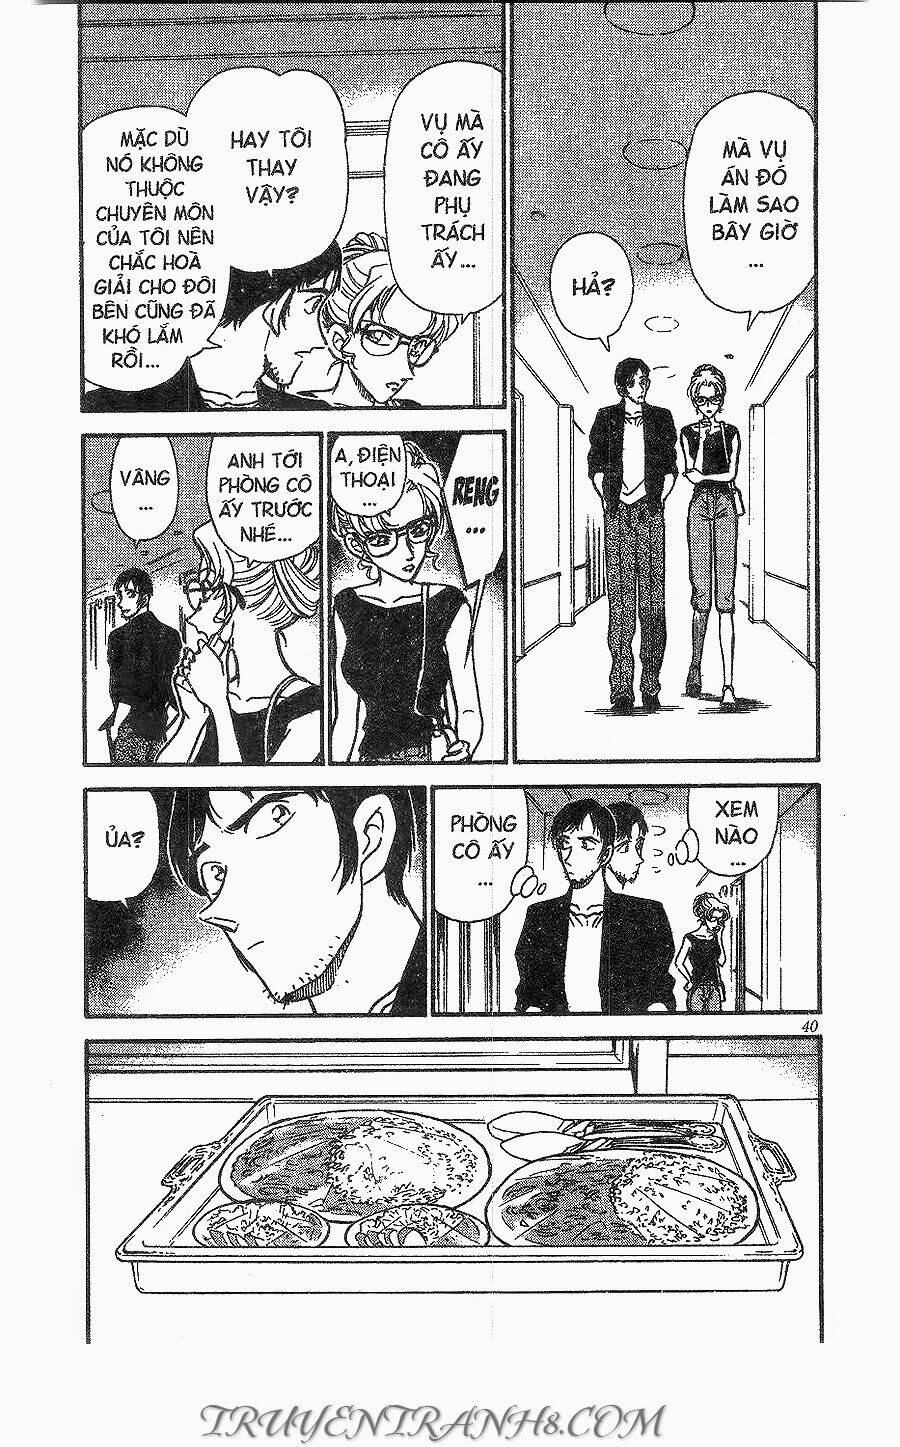 MÀ VỤ
ÁN ĐÓ
LÀM SAO
BÂY GIỜ
...
HẢ?
VỤ MÀ
CÔ ẤY
ĐANG
PHỤ
TRÁCH
ẤY...
HAY TÔI
THAY
VẬY?
MẶC DÙ
NÓ KHÔNG
THUỘC
CHUYÊN MÔN
CỦA TÔI NÊN
CHẮC HOÀ
GIẢI CHO ĐÔI
BÊN CŨNG ĐÃ
KHÓ LẮM
RỒI...
RENG
...
A, ĐIỆN
THOẠI
...
ANH TỚI
PHÒNG CÔ
ẤY TRƯỚC
NHÉ...
VÂNG
...
XEM
NÀO
...
PHÒNG
CÔ ẤY
...
ỦA?
40
TRUYENTRANH8.COM